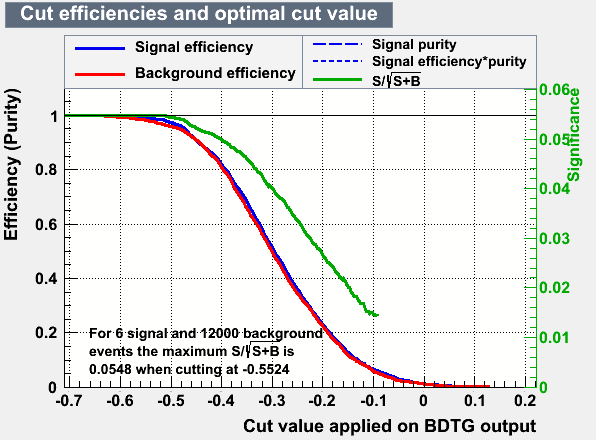 Cut efficiencies and optimal cut value
Signal efficiency
Background efficiency
Signal purity
Signal efficiency*purity
S/√S+B
Efficiency (Purity)
1
0.8
0.6
0.4
0.2
0
0.06
0.05
0.04
0.03
0.02
0.01
0
Significance
For 6 signal and 12000 background
events the maximum S/√S+B is
0.0548 when cutting at -0.5524
-0.7 -0.6 -0.5 -0.4 -0.3 -0.2 -0.1 0 0.1 0.2
Cut value applied on BDTG output